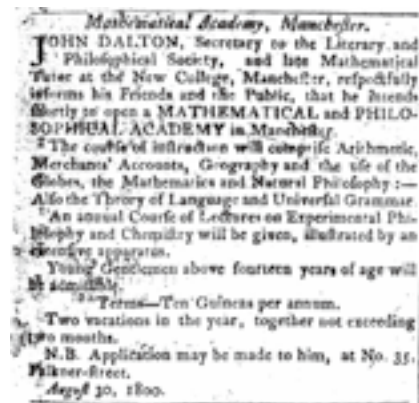 Mathematical Academy, Manchester.
JOHN DALTON, Secretary to the Literary and
Philosophical Society, and late Mathematical
Tutor at the New College, Manchester, respectfully
informs his Friends and the Public, that he intends
shortly to open a MATHEMATICAL and PHILO-
SOPHICAL ACADEMY in Manchester.
The course of instruction will comprise Arithmetic,
Merchants' Accounts, Geography and the use of the
Globes, the Mathematics and Natural Philosophy :—
Also the Theory of Language and Universal Grammar.
An annual Course of Lectures on Experimental Phi-
losophy and Chemistry will be given, illustrated by an
extensive apparatus.
Young Gentlemen above fourteen years of age will
be admissible.
Terms—Ten Guineas per annum.
Two vacations in the year, together not exceeding
two months.
N.B. Application may be made to him, at No. 35.
Falkner-street.
August 30, 1800.